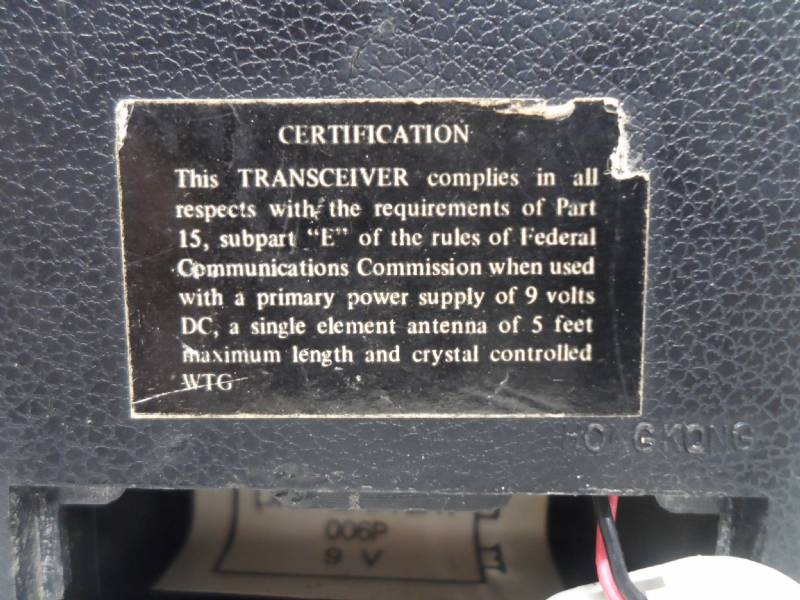 CERTIFICATION
This TRANSCEIVER complies in all
respects with the requirements of Part
15, subpart “E” of the rules of Federal
Communications Commission when used
with a primary power supply of 9 volts
DC, a single element antenna of 5 feet
maximum length and crystal controlled
WTG
HONGKONG
006P
9 V